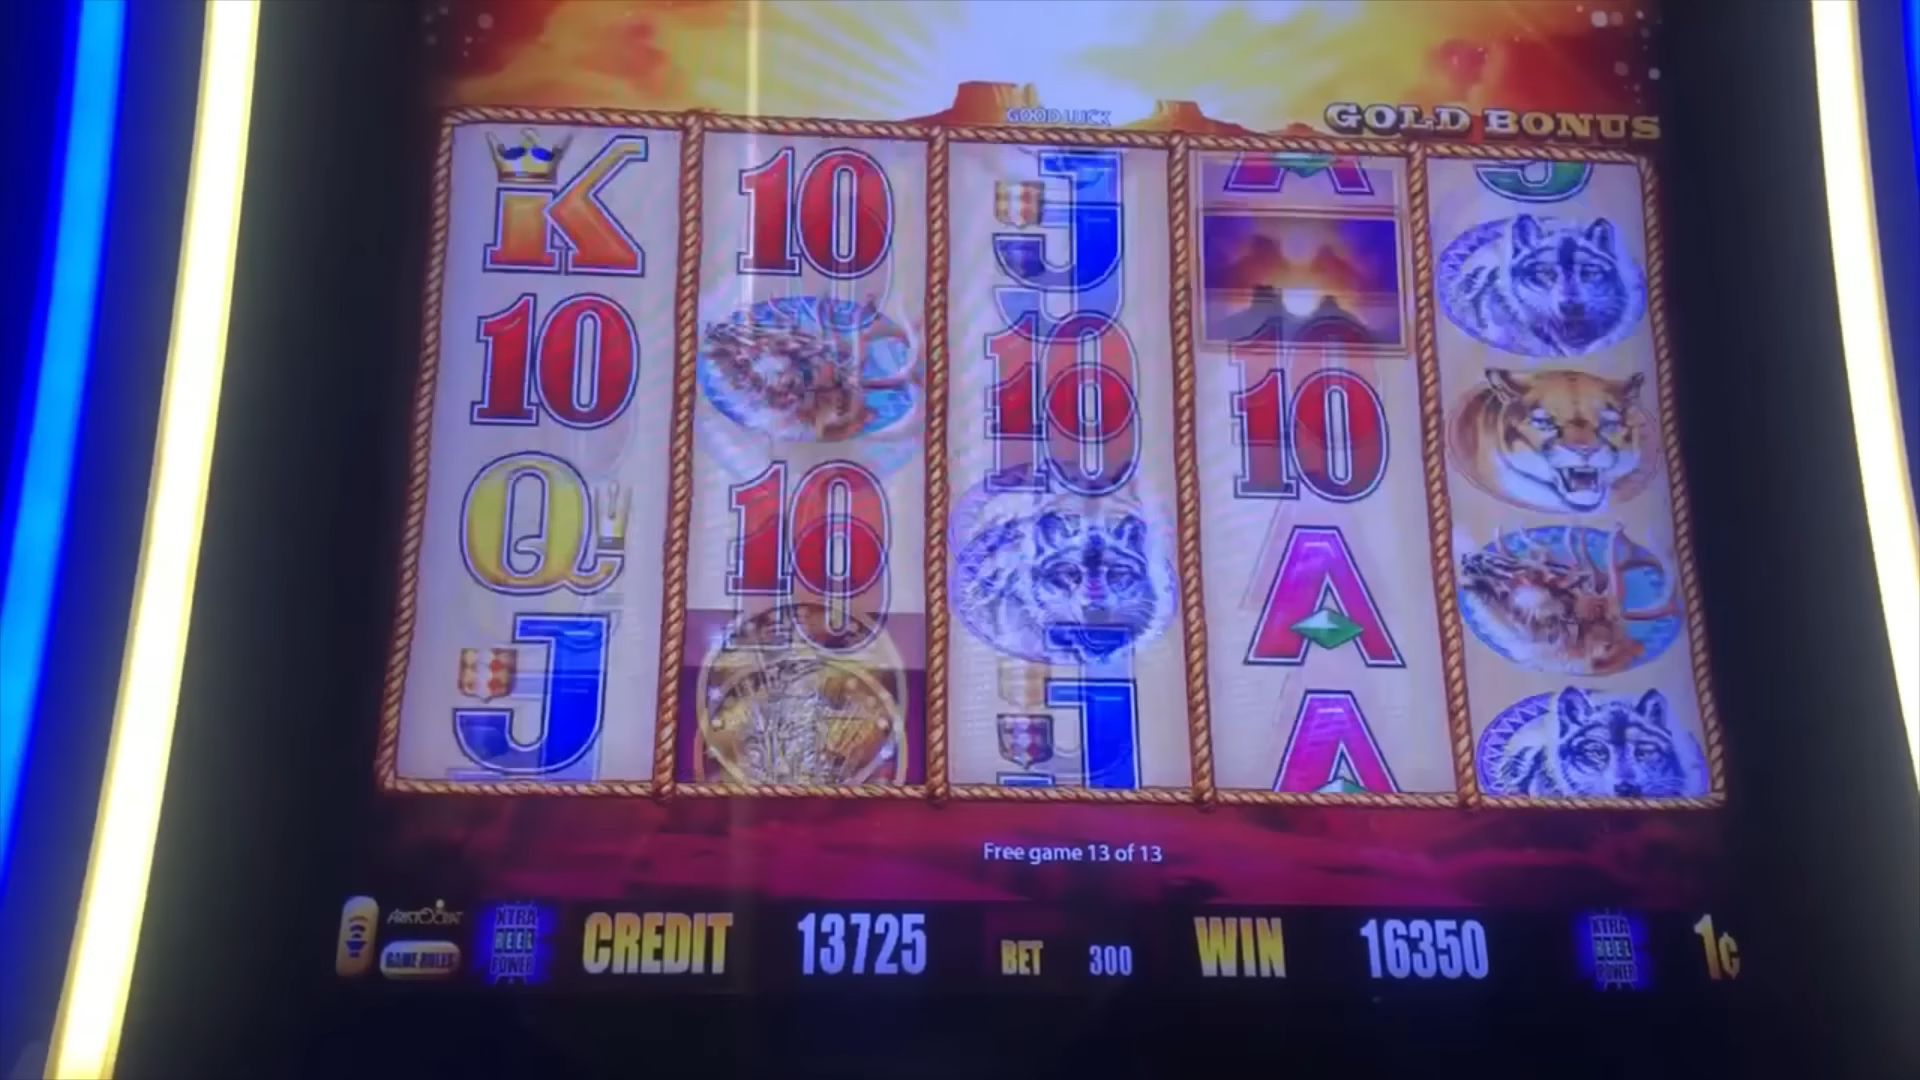 GOOD LUCK
GOLD BONUS
K 10 J A J
10 10 10
Q 10 A
J J A
Free game 13 of 13
ARISTOCRAT
GAME RULES
XTRA REEL POWER
CREDIT 13725 BET 300 WIN 16350
XTRA REEL POWER
1¢